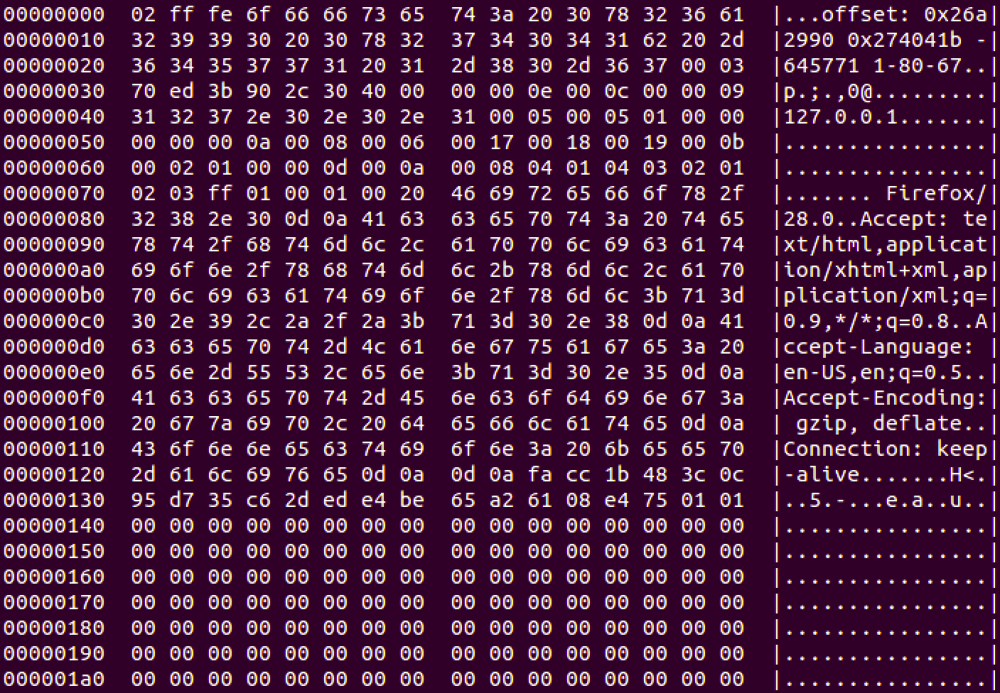 00000000  02 ff fe 6f 66 66 73 65  74 3a 20 30 78 32 36 61  |...offset: 0x26a|
00000010  32 39 39 30 20 30 78 32  37 34 30 34 31 62 20 2d  |2990 0x274041b -|
00000020  36 34 35 37 37 31 20 31  2d 38 30 2d 36 37 00 03  |645771 1-80-67..|
00000030  70 ed 3b 90 2c 30 40 00  00 00 0e 00 0c 00 00 09  |p.;.,0@.........|
00000040  31 32 37 2e 30 2e 30 2e  31 00 05 00 05 01 00 00  |127.0.0.1.......|
00000050  00 00 00 0a 00 08 00 06  00 17 00 18 00 19 00 0b  |................|
00000060  00 02 01 00 00 0d 00 0a  00 08 04 01 04 03 02 01  |................|
00000070  02 03 ff 01 00 01 00 20  46 69 72 65 66 6f 78 2f  |....... Firefox/|
00000080  32 38 2e 30 0d 0a 41 63  63 65 70 74 3a 20 74 65  |28.0..Accept: te|
00000090  78 74 2f 68 74 6d 6c 2c  61 70 70 6c 69 63 61 74  |xt/html,applicat|
000000a0  69 6f 6e 2f 78 68 74 6d  6c 2b 78 6d 6c 2c 61 70  |ion/xhtml+xml,ap|
000000b0  70 6c 69 63 61 74 69 6f  6e 2f 78 6d 6c 3b 71 3d  |plication/xml;q=|
000000c0  30 2e 39 2c 2a 2f 2a 3b  71 3d 30 2e 38 0d 0a 41  |0.9,*/*;q=0.8..A|
000000d0  63 63 65 70 74 2d 4c 61  6e 67 75 61 67 65 3a 20  |ccept-Language: |
000000e0  65 6e 2d 55 53 2c 65 6e  3b 71 3d 30 2e 35 0d 0a  |en-US,en;q=0.5..|
000000f0  41 63 63 65 70 74 2d 45  6e 63 6f 64 69 6e 67 3a  |Accept-Encoding:|
00000100  20 67 7a 69 70 2c 20 64  65 66 6c 61 74 65 0d 0a  | gzip, deflate..|
00000110  43 6f 6e 6e 65 63 74 69  6f 6e 3a 20 6b 65 65 70  |Connection: keep|
00000120  2d 61 6c 69 76 65 0d 0a  0d 0a fa cc 1b 48 3c 0c  |-alive.......H<.|
00000130  95 d7 35 c6 2d ed e4 be  65 a2 61 08 e4 75 01 01  |..5.-...e.a..u..|
00000140  00 00 00 00 00 00 00 00  00 00 00 00 00 00 00 00  |................|
00000150  00 00 00 00 00 00 00 00  00 00 00 00 00 00 00 00  |................|
00000160  00 00 00 00 00 00 00 00  00 00 00 00 00 00 00 00  |................|
00000170  00 00 00 00 00 00 00 00  00 00 00 00 00 00 00 00  |................|
00000180  00 00 00 00 00 00 00 00  00 00 00 00 00 00 00 00  |................|
00000190  00 00 00 00 00 00 00 00  00 00 00 00 00 00 00 00  |................|
000001a0  00 00 00 00 00 00 00 00  00 00 00 00 00 00 00 00  |................|